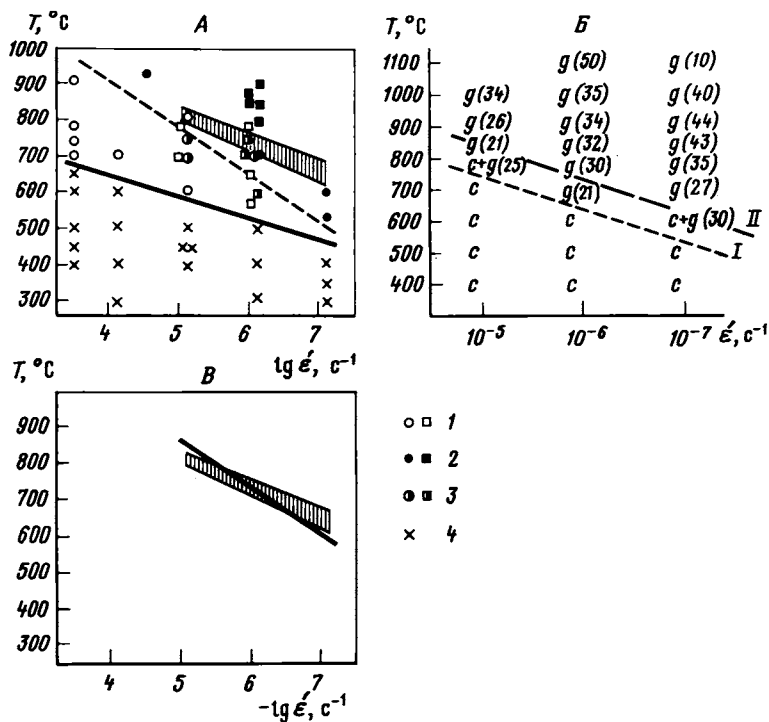 T, °C
A
1000
900
800
700
600
500
400
300
4 5 6 7
lg έ, c⁻¹
T, °C
Б
1100 g(50) g(10)
1000 g(34) g(35) g(40)
900 g(26) g(34) g(44)
800 g(21) g(32) g(43)
c+g(25) g(30) g(35)
700 c g(21) g(27)
600 c c c+g(30) II
500 c c c I
400 c c c
10⁻⁵ 10⁻⁶ 10⁻⁷ έ, c⁻¹
T, °C
В
900
800
700
600
500
400
300
4 5 6 7
-lg έ, c⁻¹
1
2
3
4